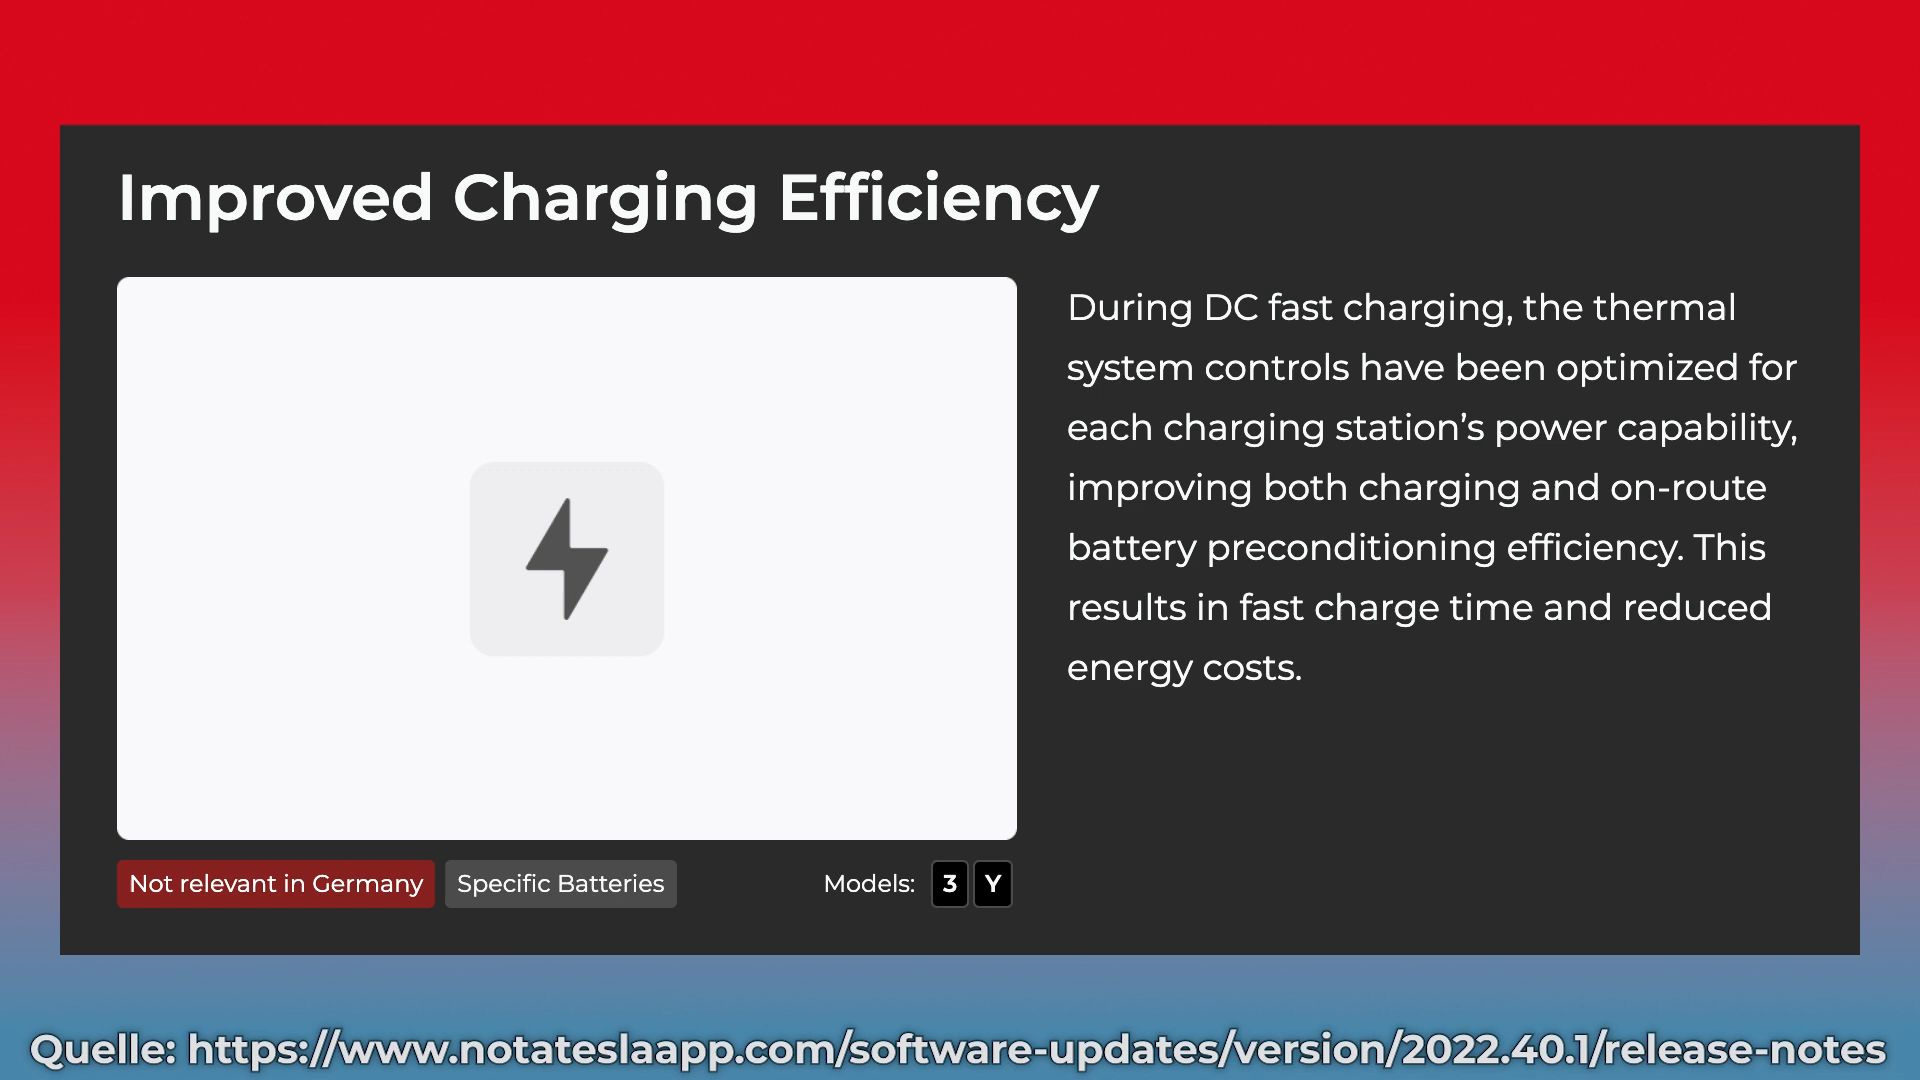 Improved Charging Efficiency
During DC fast charging, the thermal
system controls have been optimized for
each charging station’s power capability,
improving both charging and on-route
battery preconditioning efficiency. This
results in fast charge time and reduced
energy costs.
Not relevant in Germany
Specific Batteries
Models: 3 Y
Quelle: https://www.notateslaapp.com/software-updates/version/2022.40.1/release-notes